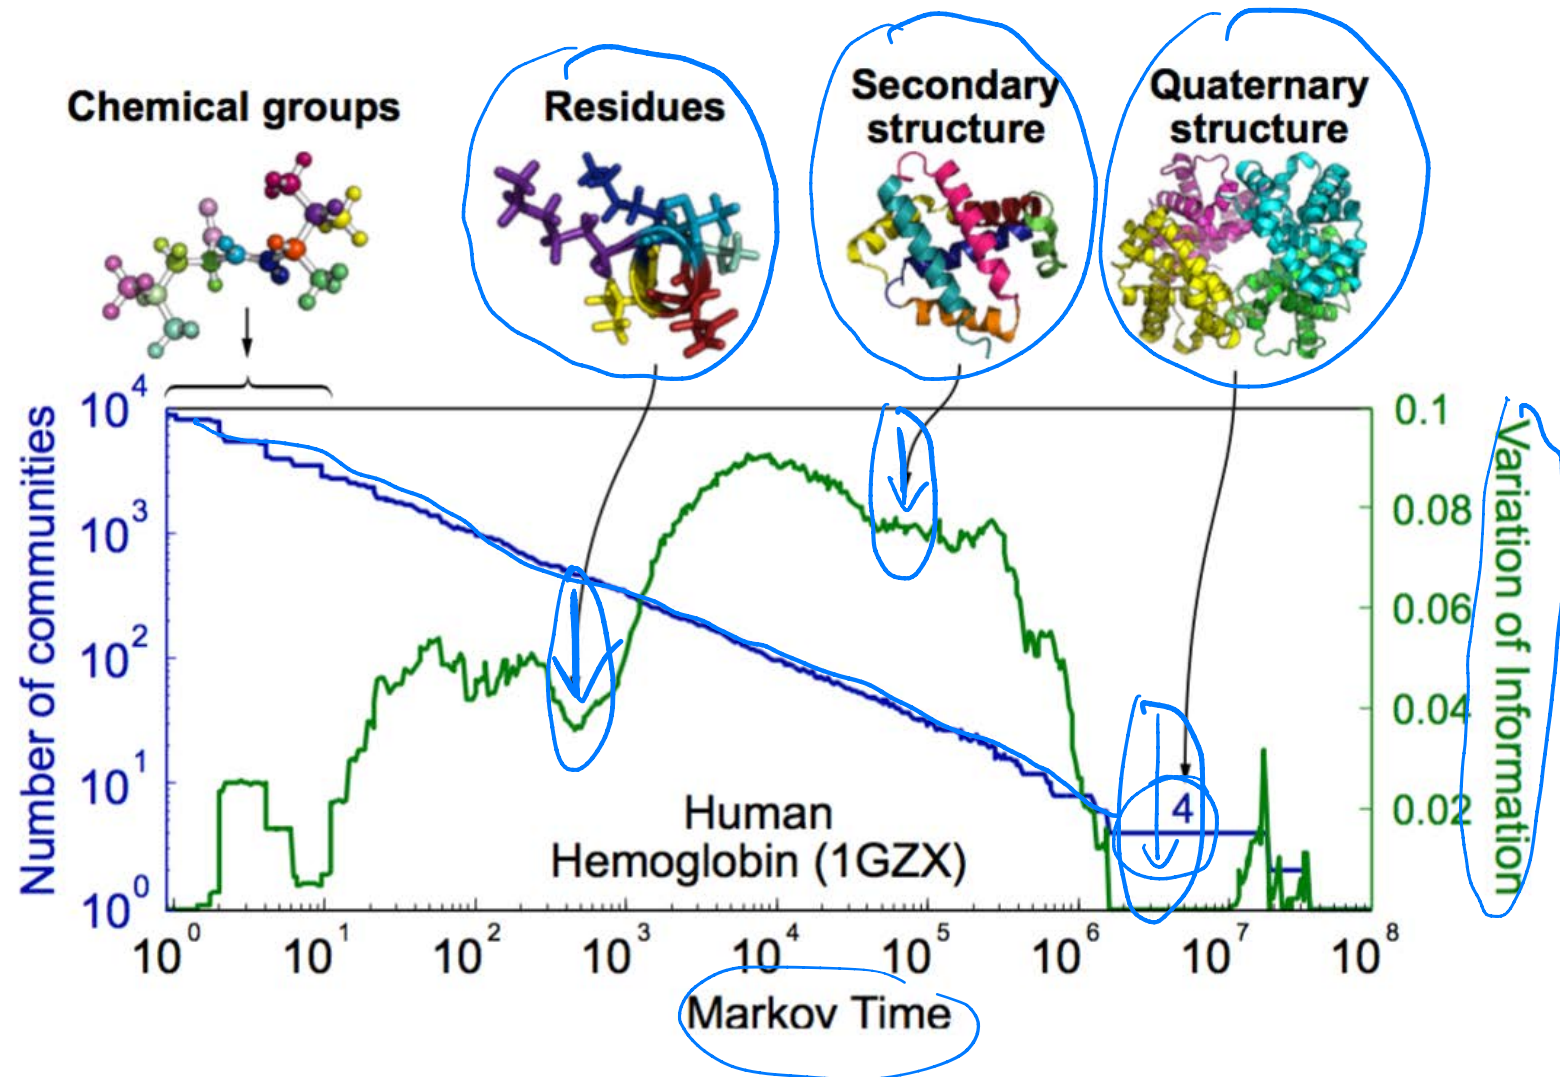 Chemical groups
Residues
Secondary
structure
Quaternary
structure
Number of communities
10^4
10^3
10^2
10^1
10^0
0.1
0.08
0.06
0.04
0.02
Variation of Information
4
Human
Hemoglobin (1GZX)
10^0 10^1 10^2 10^3 10^4 10^5 10^6 10^7 10^8
Markov Time